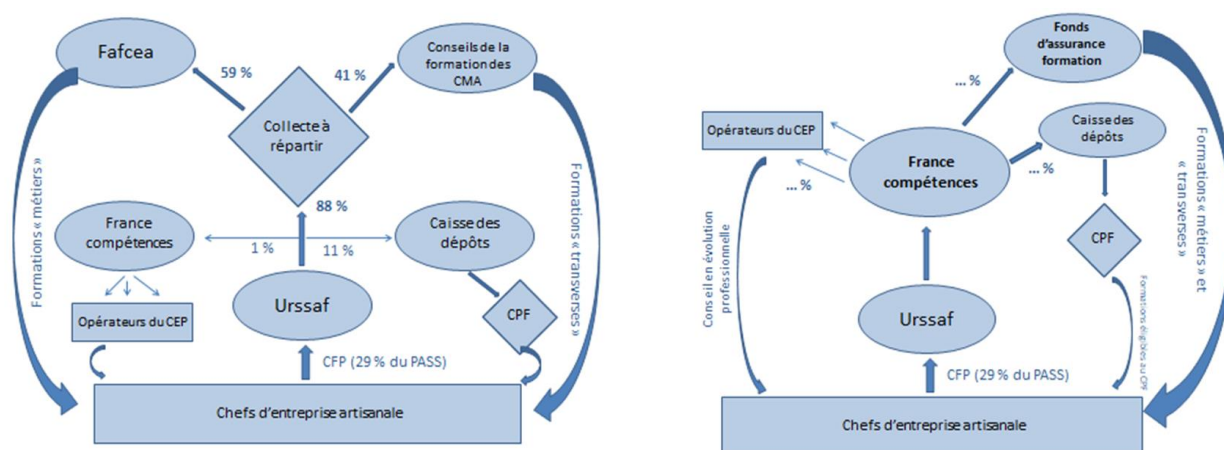 Fafcea
Conseils de la
formation des
CMA
59 %
41 %
Collecte à
répartir
Formations « métiers »
Formations « transverses »
88 %
France
compétences
1 %
11 %
Caisse des
dépôts
Urssaf
Opérateurs du CEP
CPF
CFP (29 % du PASS)
Chefs d'entreprise artisanale
Fonds
d'assurance
formation
... %
Opérateurs du CEP
Caisse des
dépôts
France
compétences
... %
... %
Formations « métiers » et
« transverses »
Conseil en évolution
professionnelle
CPF
Formations éligibles au CPF
Urssaf
CFP (29 % du PASS)
Chefs d'entreprise artisanale